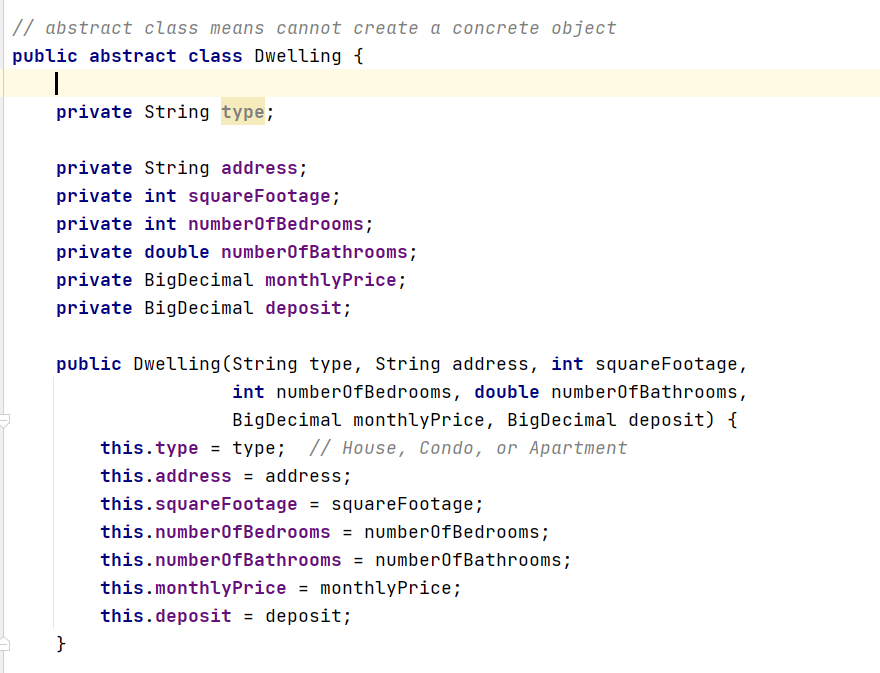 // abstract class means cannot create a concrete object
public abstract class Dwelling {
private String type;
private String address;
private int squareFootage;
private int numberOfBedrooms;
private double numberOfBathrooms;
private BigDecimal monthlyPrice;
private BigDecimal deposit;
public Dwelling(String type, String address, int squareFootage,
int numberOfBedrooms, double numberOfBathrooms,
BigDecimal monthlyPrice, BigDecimal deposit) {
this.type = type;  // House, Condo, or Apartment
this.address = address;
this.squareFootage = squareFootage;
this.numberOfBedrooms = numberOfBedrooms;
this.numberOfBathrooms = numberOfBathrooms;
this.monthlyPrice = monthlyPrice;
this.deposit = deposit;
}